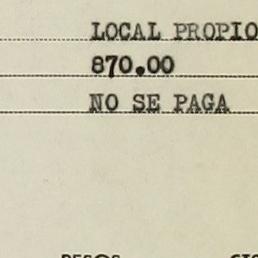 LOCAL PROPIO
870.00
NO SE PAGA